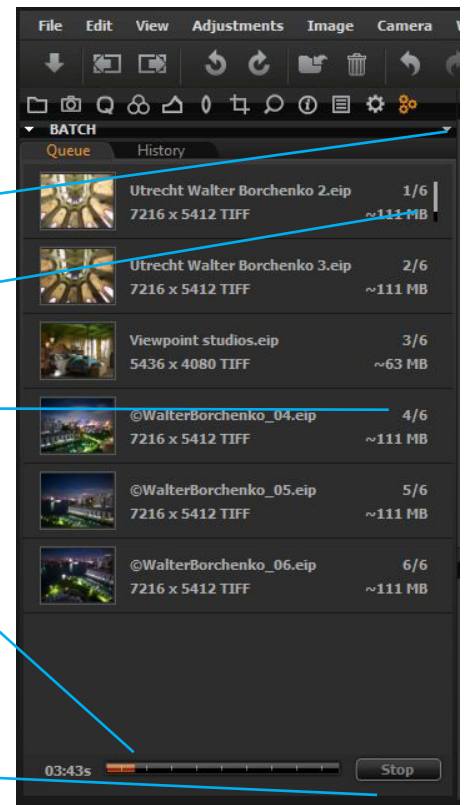 File Edit View Adjustments Image Camera
BATCH
Queue History
Utrecht Walter Borchenko 2.eip 1/6
7216 x 5412 TIFF ~111 MB
Utrecht Walter Borchenko 3.eip 2/6
7216 x 5412 TIFF ~111 MB
Viewpoint studios.eip 3/6
5436 x 4080 TIFF ~63 MB
©WalterBorchenko_04.eip 4/6
7216 x 5412 TIFF ~111 MB
©WalterBorchenko_05.eip 5/6
7216 x 5412 TIFF ~111 MB
©WalterBorchenko_06.eip 6/6
7216 x 5412 TIFF ~111 MB
03:43s Stop